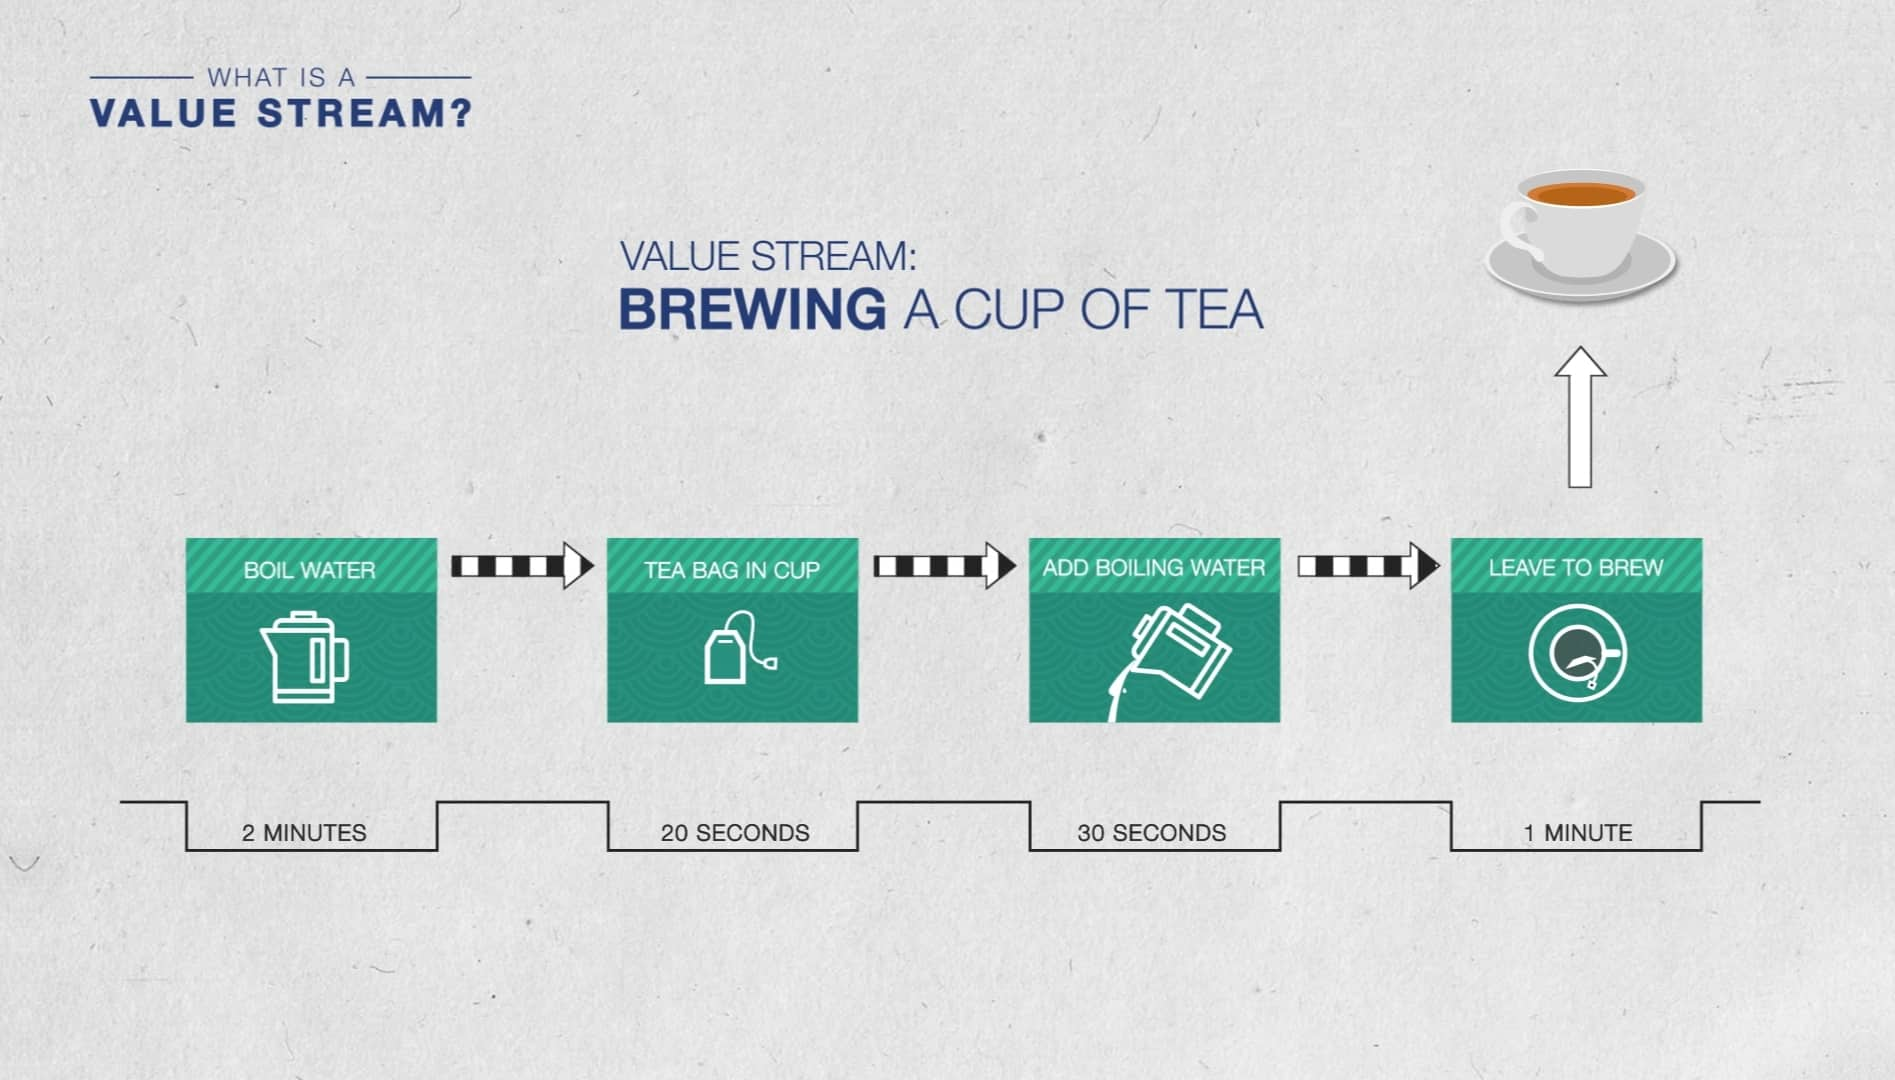 WHAT IS A
VALUE STREAM?
VALUE STREAM:
BREWING A CUP OF TEA
BOIL WATER
TEA BAG IN CUP
ADD BOILING WATER
LEAVE TO BREW
2 MINUTES
20 SECONDS
30 SECONDS
1 MINUTE